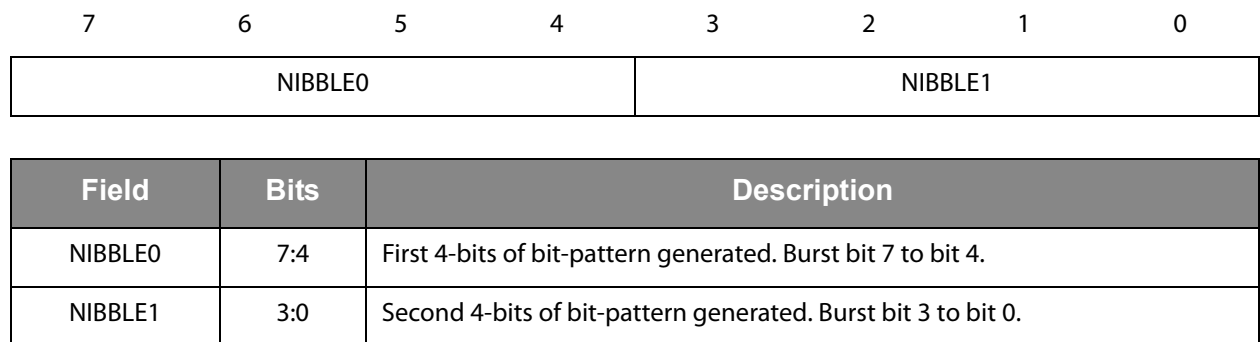 7 6 5 4 3 2 1 0
NIBBLE0 NIBBLE1
Field Bits Description
NIBBLE0 7:4 First 4-bits of bit-pattern generated. Burst bit 7 to bit 4.
NIBBLE1 3:0 Second 4-bits of bit-pattern generated. Burst bit 3 to bit 0.